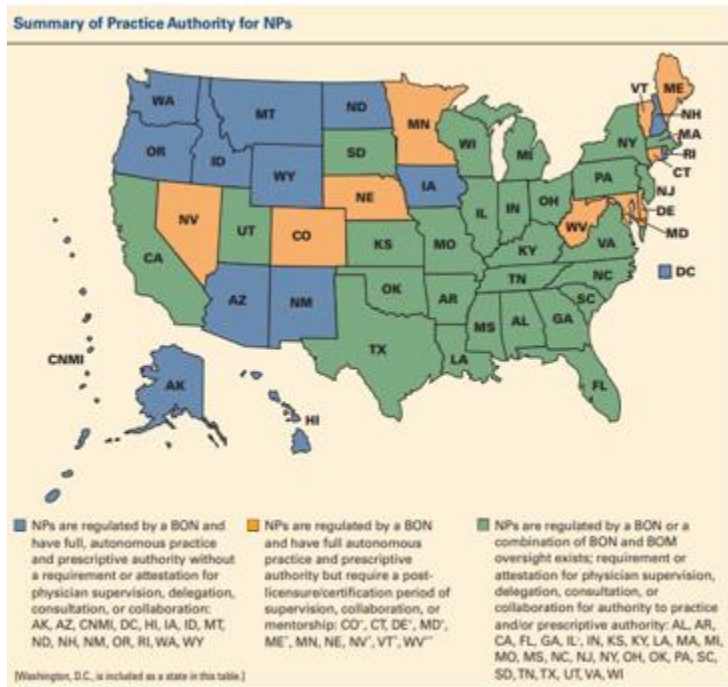 Summary of Practice Authority for NPs
WA
MT
ND
MN
VT
ME
NH
OR
ID
SD
WI
MI
NY
MA
RI
WY
CT
NE
IA
PA
NJ
NV
UT
CO
IL
IN
OH
DE
WV
MD
CA
KS
MO
KY
VA
DC
AZ
NM
OK
AR
TN
NC
SC
TX
MS
AL
GA
LA
FL
CNMI
AK
HI
NPs are regulated by a BON and
have full, autonomous practice
and prescriptive authority without
a requirement or attestation for
physician supervision, delegation,
consultation, or collaboration:
AK, AZ, CNMI, DC, HI, IA, ID, MT,
ND, NH, NM, OR, RI, WA, WY
NPs are regulated by a BON
and have full autonomous
practice and prescriptive
authority but require a post-
licensure/certification period of
supervision, collaboration, or
mentorship: CO, CT, DE, MD,
ME, MN, NE, NV, VT, WV
NPs are regulated by a BON or a
combination of BON and BOM
oversight exists; requirement or
attestation for physician supervision,
delegation, consultation, or
collaboration for authority to practice
and/or prescriptive authority: AL, AR,
CA, FL, GA, IL, IN, KS, KY, LA, MA, MI,
MO, MS, NC, NJ, NY, OH, OK, PA, SC,
SD, TN, TX, UT, VA, WI
[Washington, D.C., is included as a state in this table.]